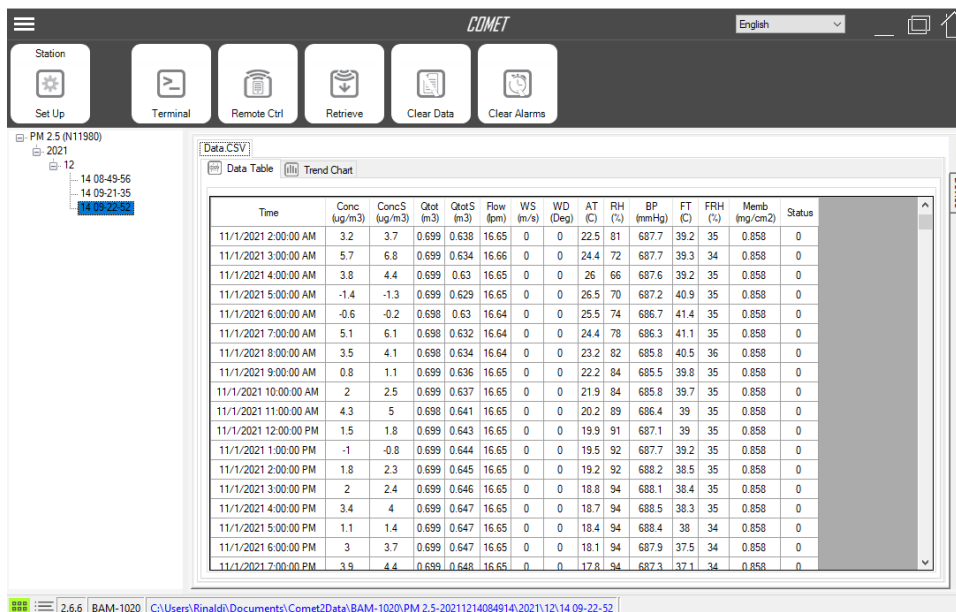 COMET
English
Station
Set Up
Terminal
Remote Ctrl
Retrieve
Clear Data
Clear Alarms
PM 2.5 (N11980)
2021
12
14 08-49-56
14 09-21-35
14 09-22-52
Data.CSV
Data Table Trend Chart
Time Conc (ug/m3) ConcS (ug/m3) Qtot (m3) QtotS (m3) Flow (lpm) WS (m/s) WD (Deg) AT (C) RH (%) BP (mmHg) FT (C) FRH (%) Memb (mg/cm2) Status
11/1/2021 2:00:00 AM 3.2 3.7 0.699 0.638 16.65 0 0 22.5 81 687.7 39.2 35 0.858 0
11/1/2021 3:00:00 AM 5.7 6.8 0.699 0.634 16.66 0 0 24.4 72 687.7 39.3 34 0.858 0
11/1/2021 4:00:00 AM 3.8 4.4 0.699 0.63 16.65 0 0 26 66 687.6 39.2 35 0.858 0
11/1/2021 5:00:00 AM -1.4 -1.3 0.699 0.629 16.65 0 0 26.5 70 687.2 40.9 35 0.858 0
11/1/2021 6:00:00 AM -0.6 -0.2 0.698 0.63 16.64 0 0 25.5 74 686.7 41.4 35 0.858 0
11/1/2021 7:00:00 AM 5.1 6.1 0.698 0.632 16.64 0 0 24.4 78 686.3 41.1 35 0.858 0
11/1/2021 8:00:00 AM 3.5 4.1 0.698 0.634 16.64 0 0 23.2 82 685.8 40.5 36 0.858 0
11/1/2021 9:00:00 AM 0.8 1.1 0.699 0.636 16.65 0 0 22.2 84 685.5 39.8 35 0.858 0
11/1/2021 10:00:00 AM 2 2.5 0.699 0.637 16.65 0 0 21.9 84 685.8 39.7 35 0.858 0
11/1/2021 11:00:00 AM 4.3 5 0.698 0.641 16.65 0 0 20.2 89 686.4 39 35 0.858 0
11/1/2021 12:00:00 PM 1.5 1.8 0.699 0.643 16.65 0 0 19.9 91 687.1 39 35 0.858 0
11/1/2021 1:00:00 PM -1 -0.8 0.699 0.644 16.65 0 0 19.5 92 687.7 39.2 35 0.858 0
11/1/2021 2:00:00 PM 1.8 2.3 0.699 0.645 16.65 0 0 19.2 92 688.2 38.5 35 0.858 0
11/1/2021 3:00:00 PM 2 2.4 0.699 0.646 16.65 0 0 18.8 94 688.1 38.4 35 0.858 0
11/1/2021 4:00:00 PM 3.4 4 0.699 0.647 16.65 0 0 18.7 94 688.5 38.3 35 0.858 0
11/1/2021 5:00:00 PM 1.1 1.4 0.699 0.647 16.65 0 0 18.4 94 688.4 38 34 0.858 0
11/1/2021 6:00:00 PM 3 3.7 0.699 0.647 16.65 0 0 18.1 94 687.9 37.5 34 0.858 0
11/1/2021 7:00:00 PM 3.9 4.4 0.699 0.648 16.65 0 0 17.8 94 687.3 37.1 34 0.858 0
2.6.6 BAM-1020 C:\Users\Rinaldi\Documents\Comet2Data\BAM-1020\PM 2.5-20211214084914\2021\12\14 09-22-52